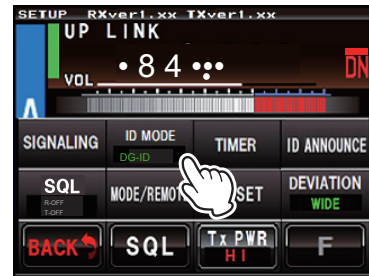 SETUP RXver1.xx TXver1.xx
UP LINK
VOL
•84•••
DN
A
SIGNALING
ID MODE
DG-ID
TIMER
ID ANNOUNCE
SQL
R-OFF
T-OFF
MODE/REMOT
SET
DEVIATION
WIDE
BACK
SQL
Tx PWR
HI
F